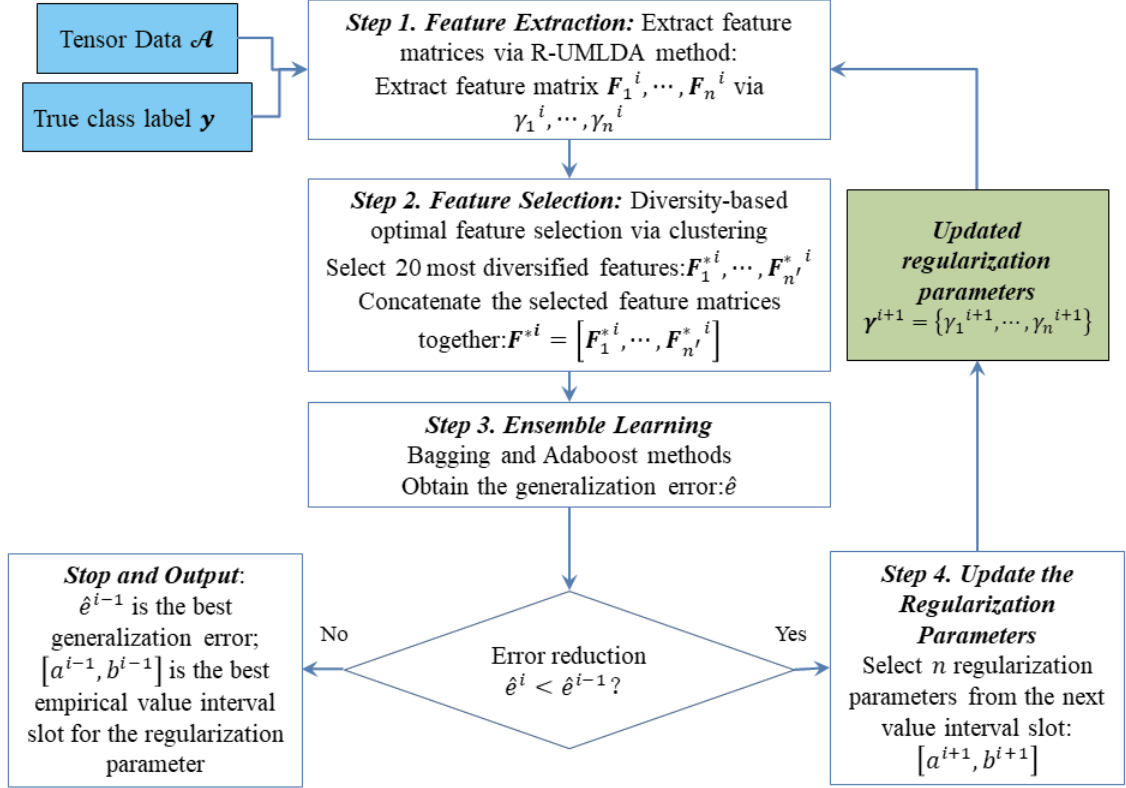 Tensor Data 𝓐
True class label 𝒚
Step 1. Feature Extraction: Extract feature
matrices via R-UMLDA method:
Extract feature matrix 𝑭₁ⁱ, ⋯ , 𝑭ₙⁱ via
γ₁ⁱ, ⋯ , γₙⁱ
Step 2. Feature Selection: Diversity-based
optimal feature selection via clustering
Select 20 most diversified features:𝑭₁*ⁱ, ⋯ , 𝑭ₙ′*ⁱ
Concatenate the selected feature matrices
together:𝑭*ⁱ = [𝑭₁*ⁱ, ⋯ , 𝑭ₙ′*ⁱ]
Updated
regularization
parameters
𝜸ⁱ⁺¹ = {γ₁ⁱ⁺¹, ⋯ , γₙⁱ⁺¹}
Step 3. Ensemble Learning
Bagging and Adaboost methods
Obtain the generalization error:ê
Stop and Output:
êⁱ⁻¹ is the best
generalization error;
[aⁱ⁻¹, bⁱ⁻¹] is the best
empirical value interval
slot for the regularization
parameter
No
Error reduction
êⁱ < êⁱ⁻¹?
Yes
Step 4. Update the
Regularization
Parameters
Select n regularization
parameters from the next
value interval slot:
[aⁱ⁺¹, bⁱ⁺¹]